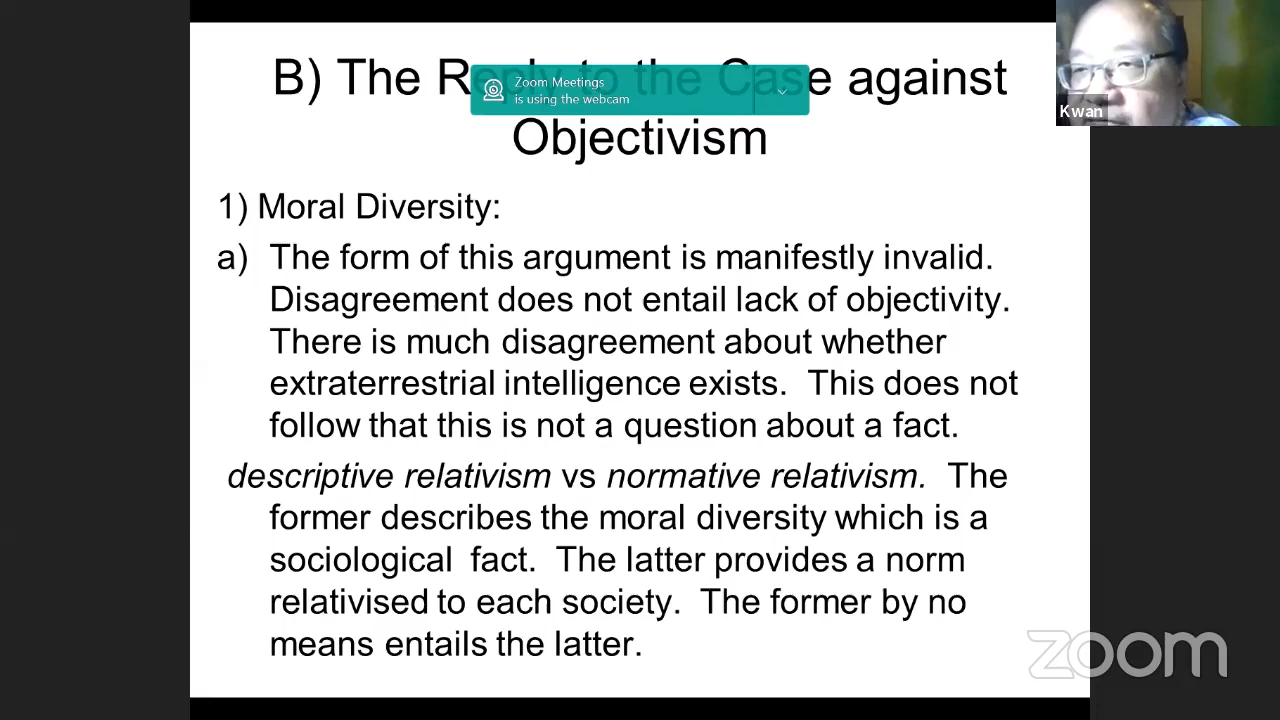 B) The Reply to the Case against
Objectivism
Zoom Meetings
is using the webcam
Kwan
1) Moral Diversity:
a) The form of this argument is manifestly invalid.
Disagreement does not entail lack of objectivity.
There is much disagreement about whether
extraterrestrial intelligence exists. This does not
follow that this is not a question about a fact.
descriptive relativism vs normative relativism. The
former describes the moral diversity which is a
sociological fact. The latter provides a norm
relativised to each society. The former by no
means entails the latter.
zoom